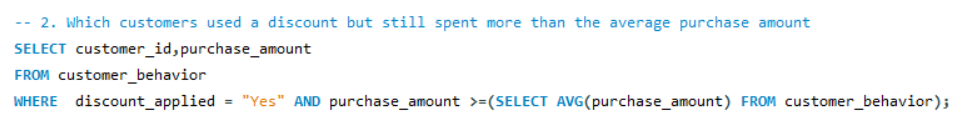 -- 2. Which customers used a discount but still spent more than the average purchase amount
SELECT customer_id,purchase_amount
FROM customer_behavior
WHERE  discount_applied = "Yes" AND purchase_amount >=(SELECT AVG(purchase_amount) FROM customer_behavior);